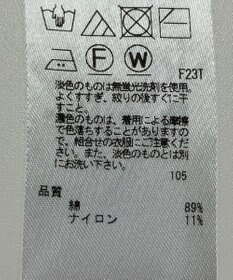 F W
F23T
淡色のものは無蛍光洗剤を使用。
よくすすぎ、絞りの後すぐに干
すこと。
濃色のものは、着用による摩擦
で色落ちすることがありますの
で、組合せの衣服にご注意くださ
い。また、淡色のものとは別
にお洗い下さい。
105
品質
綿 89%
ナイロン 11%